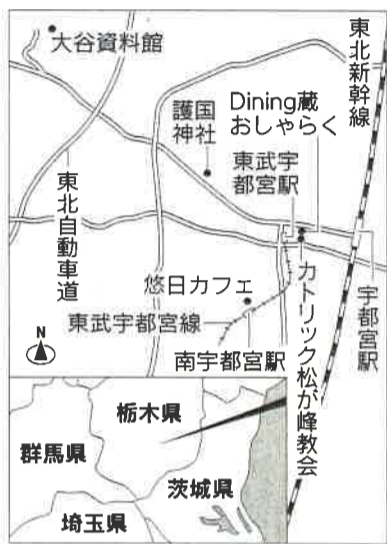 大谷資料館
東北新幹線
Dining蔵
おしゃらく
護国
神社
東武宇
都宮駅
東北自動車道
悠日カフェ
カトリック松が峰教会
宇都宮駅
東武宇都宮線
南宇都宮駅
N
栃木県
群馬県
茨城県
埼玉県